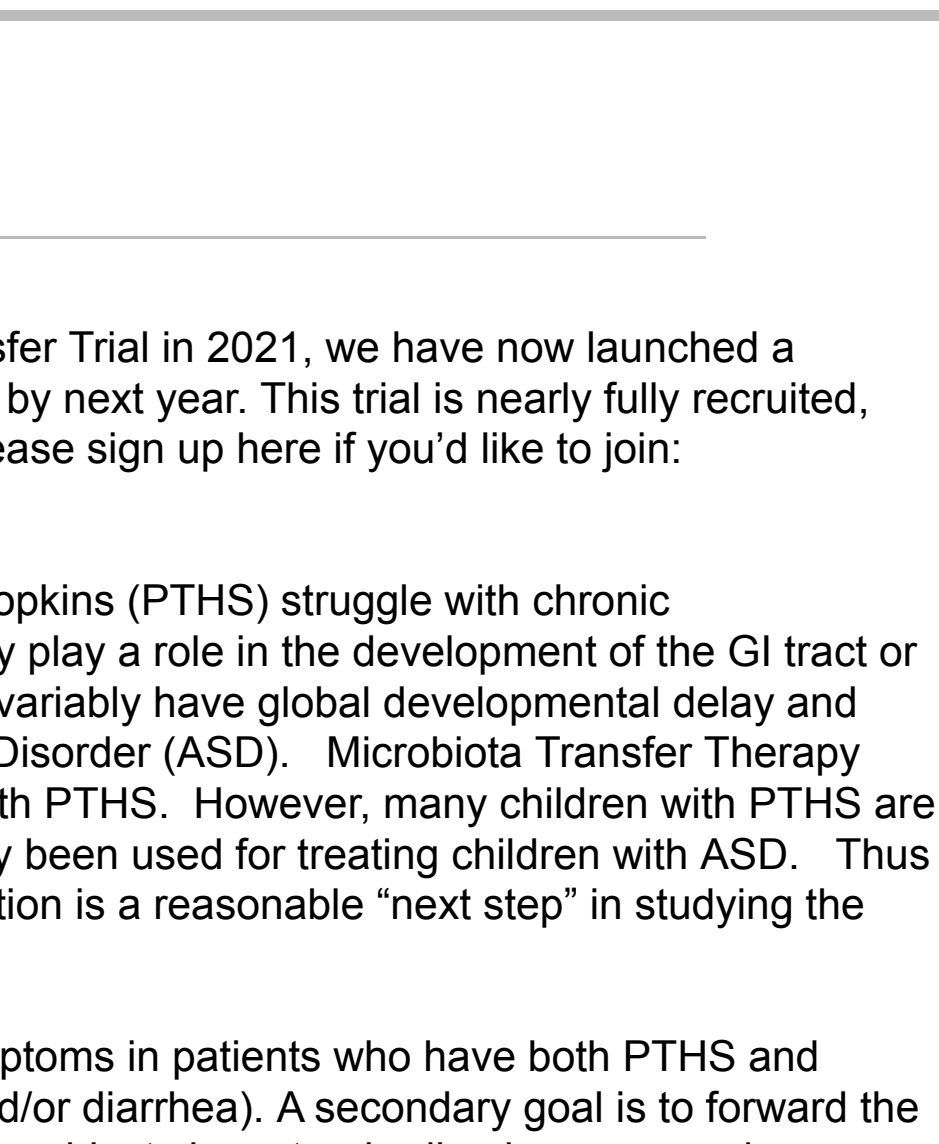 sfer Trial in 2021, we have now launched a
by next year. This trial is nearly fully recruited,
ease sign up here if you’d like to join:
opkins (PTHS) struggle with chronic
y play a role in the development of the GI tract or
variably have global developmental delay and
Disorder (ASD).   Microbiota Transfer Therapy
th PTHS.  However, many children with PTHS are
y been used for treating children with ASD.   Thus
tion is a reasonable “next step” in studying the
ptoms in patients who have both PTHS and
d/or diarrhea). A secondary goal is to forward the